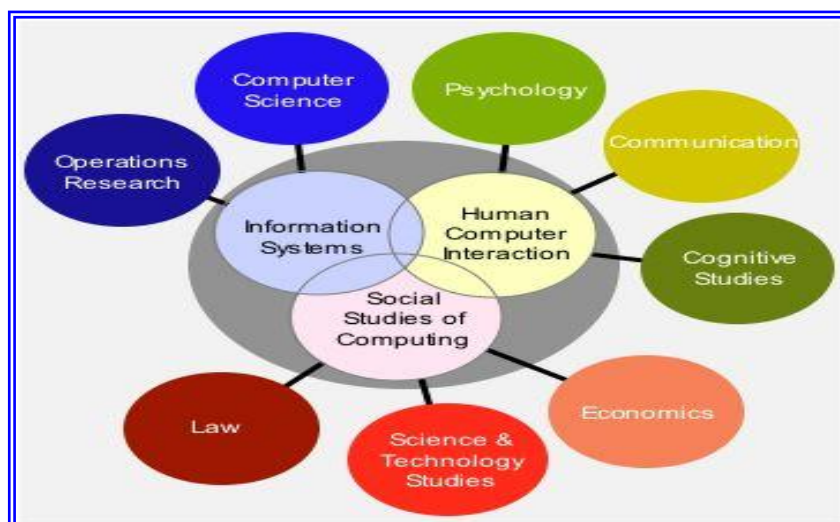 Computer
Science
Psychology
Communication
Operations
Research
Information
Systems
Human
Computer
Interaction
Cognitive
Studies
Social
Studies of
Computing
Law
Science &
Technology
Studies
Economics